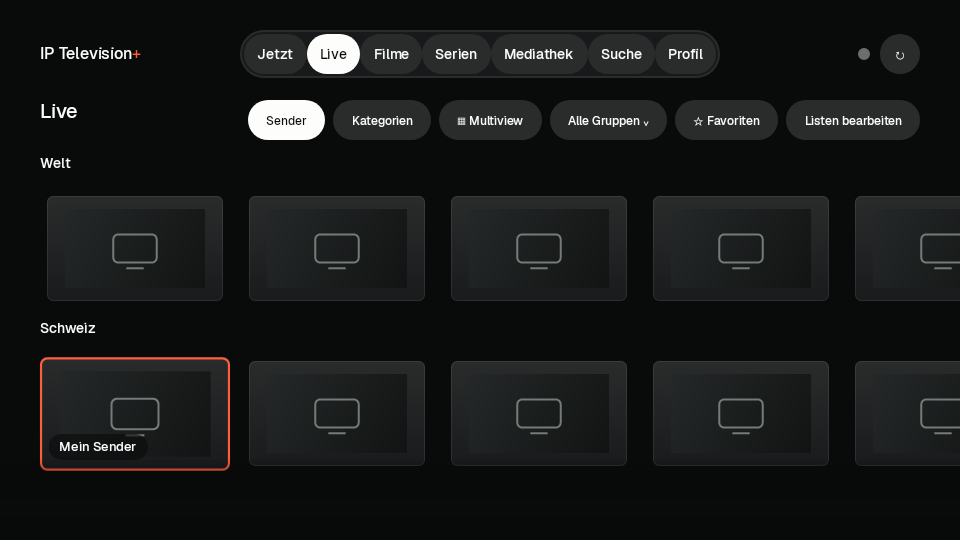 IP Television+
Jetzt
Live
Filme
Serien
Mediathek
Suche
Profil
↻
Live
Sender
Kategorien
▦ Multiview
Alle Gruppen ⌄
☆ Favoriten
Listen bearbeiten
Welt
Schweiz
Mein Sender